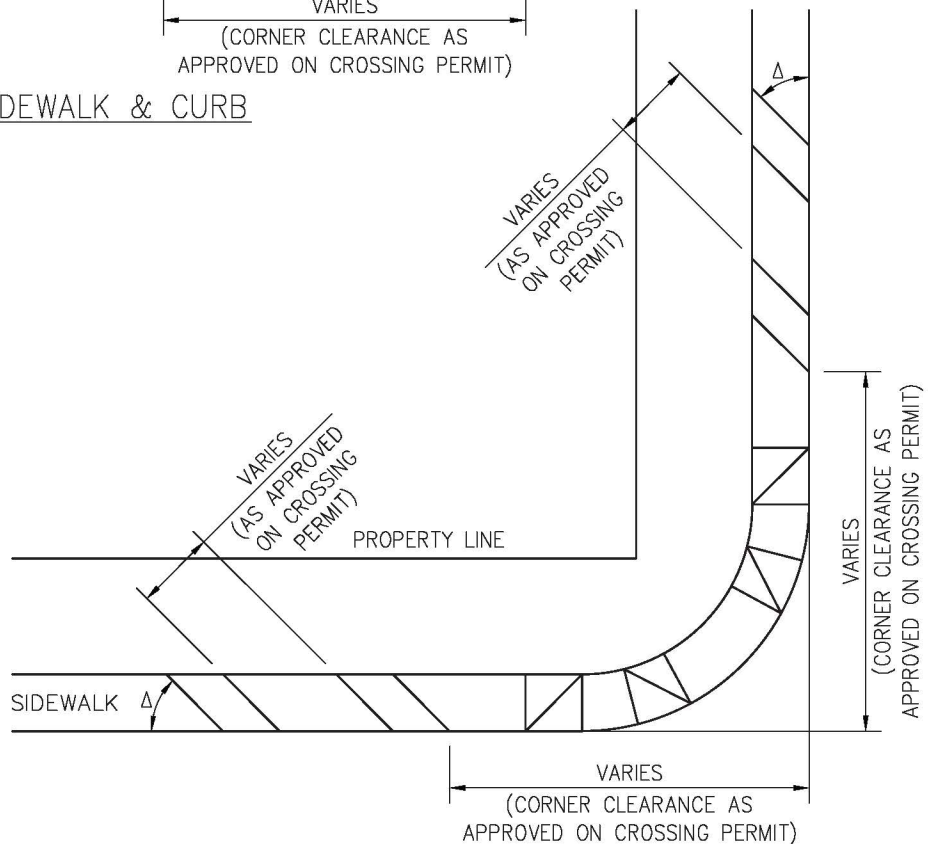 VARIES
(CORNER CLEARANCE AS
APPROVED ON CROSSING PERMIT)
DEWALK & CURB
Δ
VARIES
(AS APPROVED
ON CROSSING
PERMIT)
VARIES
(AS APPROVED
ON CROSSING
PERMIT)
PROPERTY LINE
VARIES
(CORNER CLEARANCE AS
APPROVED ON CROSSING PERMIT)
SIDEWALK
Δ
VARIES
(CORNER CLEARANCE AS
APPROVED ON CROSSING PERMIT)